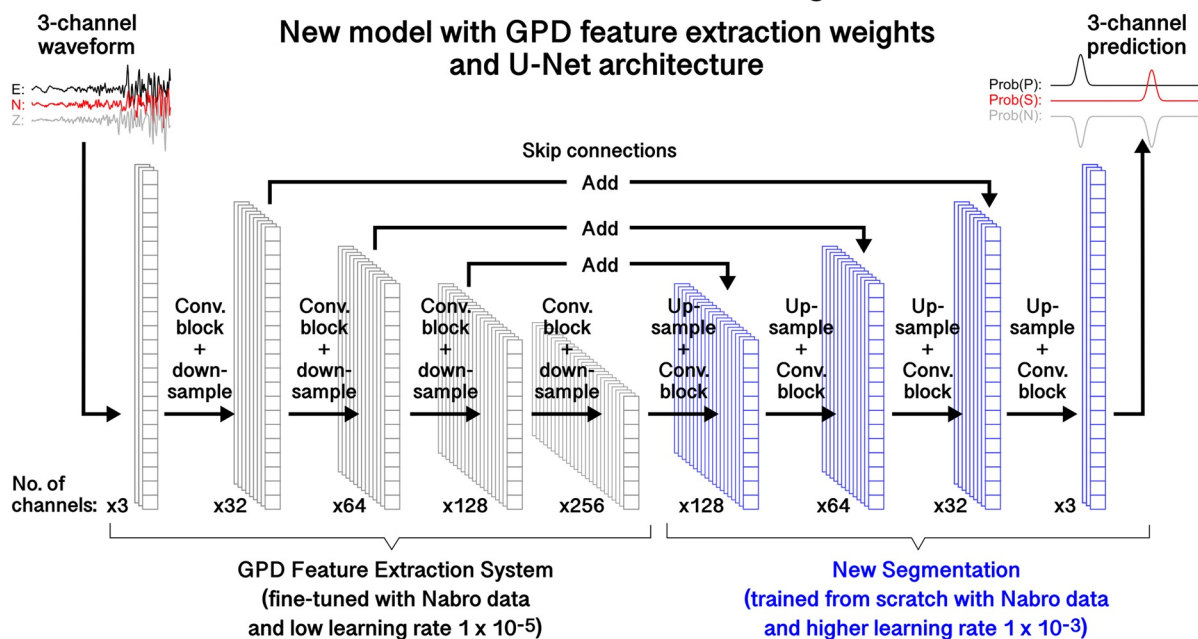 3-channel
waveform
New model with GPD feature extraction weights
and U-Net architecture
3-channel
prediction
E:
N:
Z:
Prob(P):
Prob(S):
Prob(N):
Skip connections
Add
Add
Add
Conv.
block
+
down-
sample
Conv.
block
+
down-
sample
Conv.
block
+
down-
sample
Conv.
block
+
down-
sample
Up-
sample
+
Conv.
block
Up-
sample
+
Conv.
block
Up-
sample
+
Conv.
block
Up-
sample
+
Conv.
block
No. of
channels: x3 x32 x64 x128 x256 x128 x64 x32 x3
GPD Feature Extraction System
(fine-tuned with Nabro data
and low learning rate 1 x 10⁻⁵)
New Segmentation
(trained from scratch with Nabro data
and higher learning rate 1 x 10⁻³)